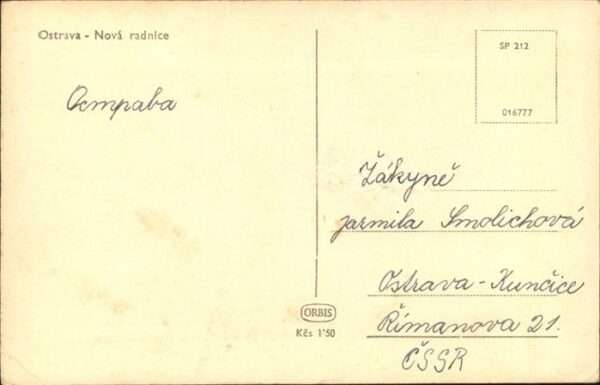 Ostrava - Nová radnice
Острава
SP 212
016777
Žákyně
Jarmila Smolichová
Ostrava-Kunčice
Římanova 21.
ČSSR
ORBIS
Kčs 1'50